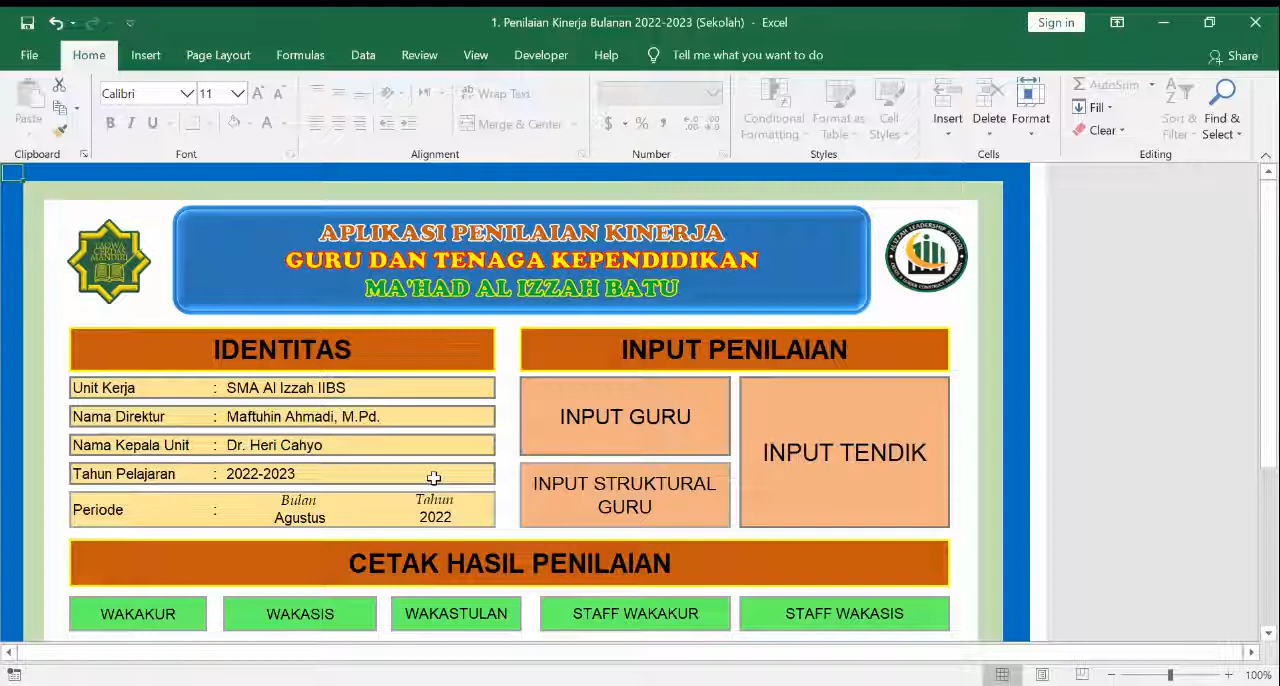 1. Penilaian Kinerja Bulanan 2022-2023 (Sekolah) - Excel
Sign in
File Home Insert Page Layout Formulas Data Review View Developer Help Tell me what you want to do Share
Paste
Calibri 11
Wrap Text
Merge & Center
$ % ,
Conditional Formatting
Format as Table
Cell Styles
Insert
Delete
Format
AutoSum
Fill
Clear
Sort & Filter
Find & Select
Clipboard Font Alignment Number Styles Cells Editing
APLIKASI PENILAIAN KINERJA
GURU DAN TENAGA KEPENDIDIKAN
MA'HAD AL IZZAH BATU
IDENTITAS
Unit Kerja : SMA Al Izzah IIBS
Nama Direktur : Maftuhin Ahmadi, M.Pd.
Nama Kepala Unit : Dr. Heri Cahyo
Tahun Pelajaran : 2022-2023
Bulan Tahun
Periode :
Agustus 2022
INPUT PENILAIAN
INPUT GURU
INPUT STRUKTURAL
GURU
INPUT TENDIK
CETAK HASIL PENILAIAN
WAKAKUR WAKASIS WAKASTULAN STAFF WAKAKUR STAFF WAKASIS
100%